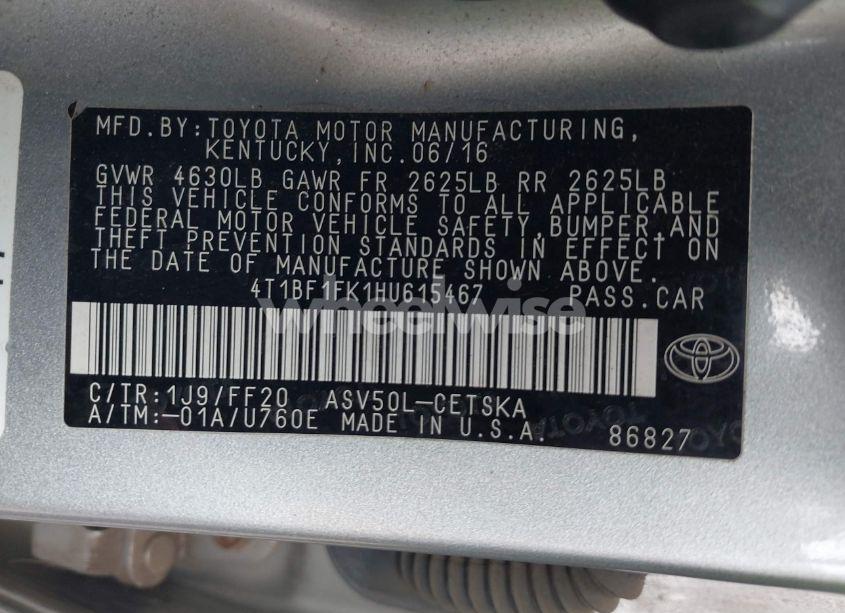 MFD.BY:TOYOTA MOTOR MANUFACTURING,
KENTUCKY,INC.06/16
GVWR 4630LB GAWR FR 2625LB RR 2625LB
THIS VEHICLE CONFORMS TO ALL APPLICABLE
FEDERAL MOTOR VEHICLE SAFETY,BUMPER,AND
THEFT PREVENTION STANDARDS IN EFFECT ON
THE DATE OF MANUFACTURE SHOWN ABOVE.
4T1BF1FK1HU615467 PASS.CAR
wheelwise
C/TR:1J9/FF20 ASV50L-CETSKA
A/TM:-01A/U760E MADE IN U.S.A. 86827